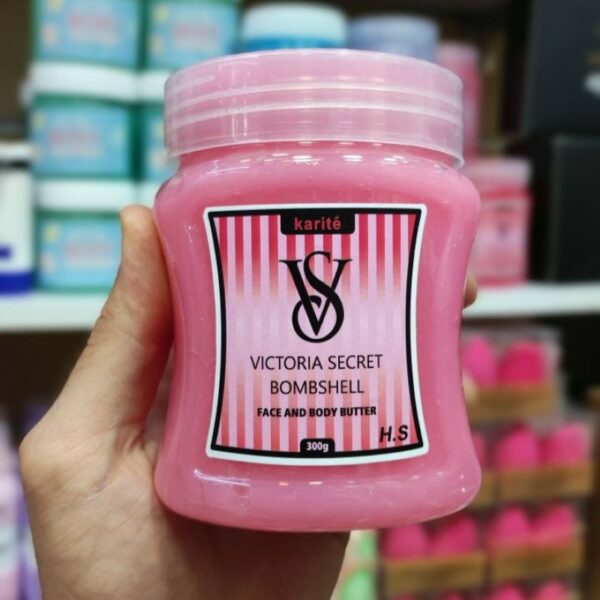 karité
VS
VICTORIA SECRET
BOMBSHELL
FACE AND BODY BUTTER
H.S
300g